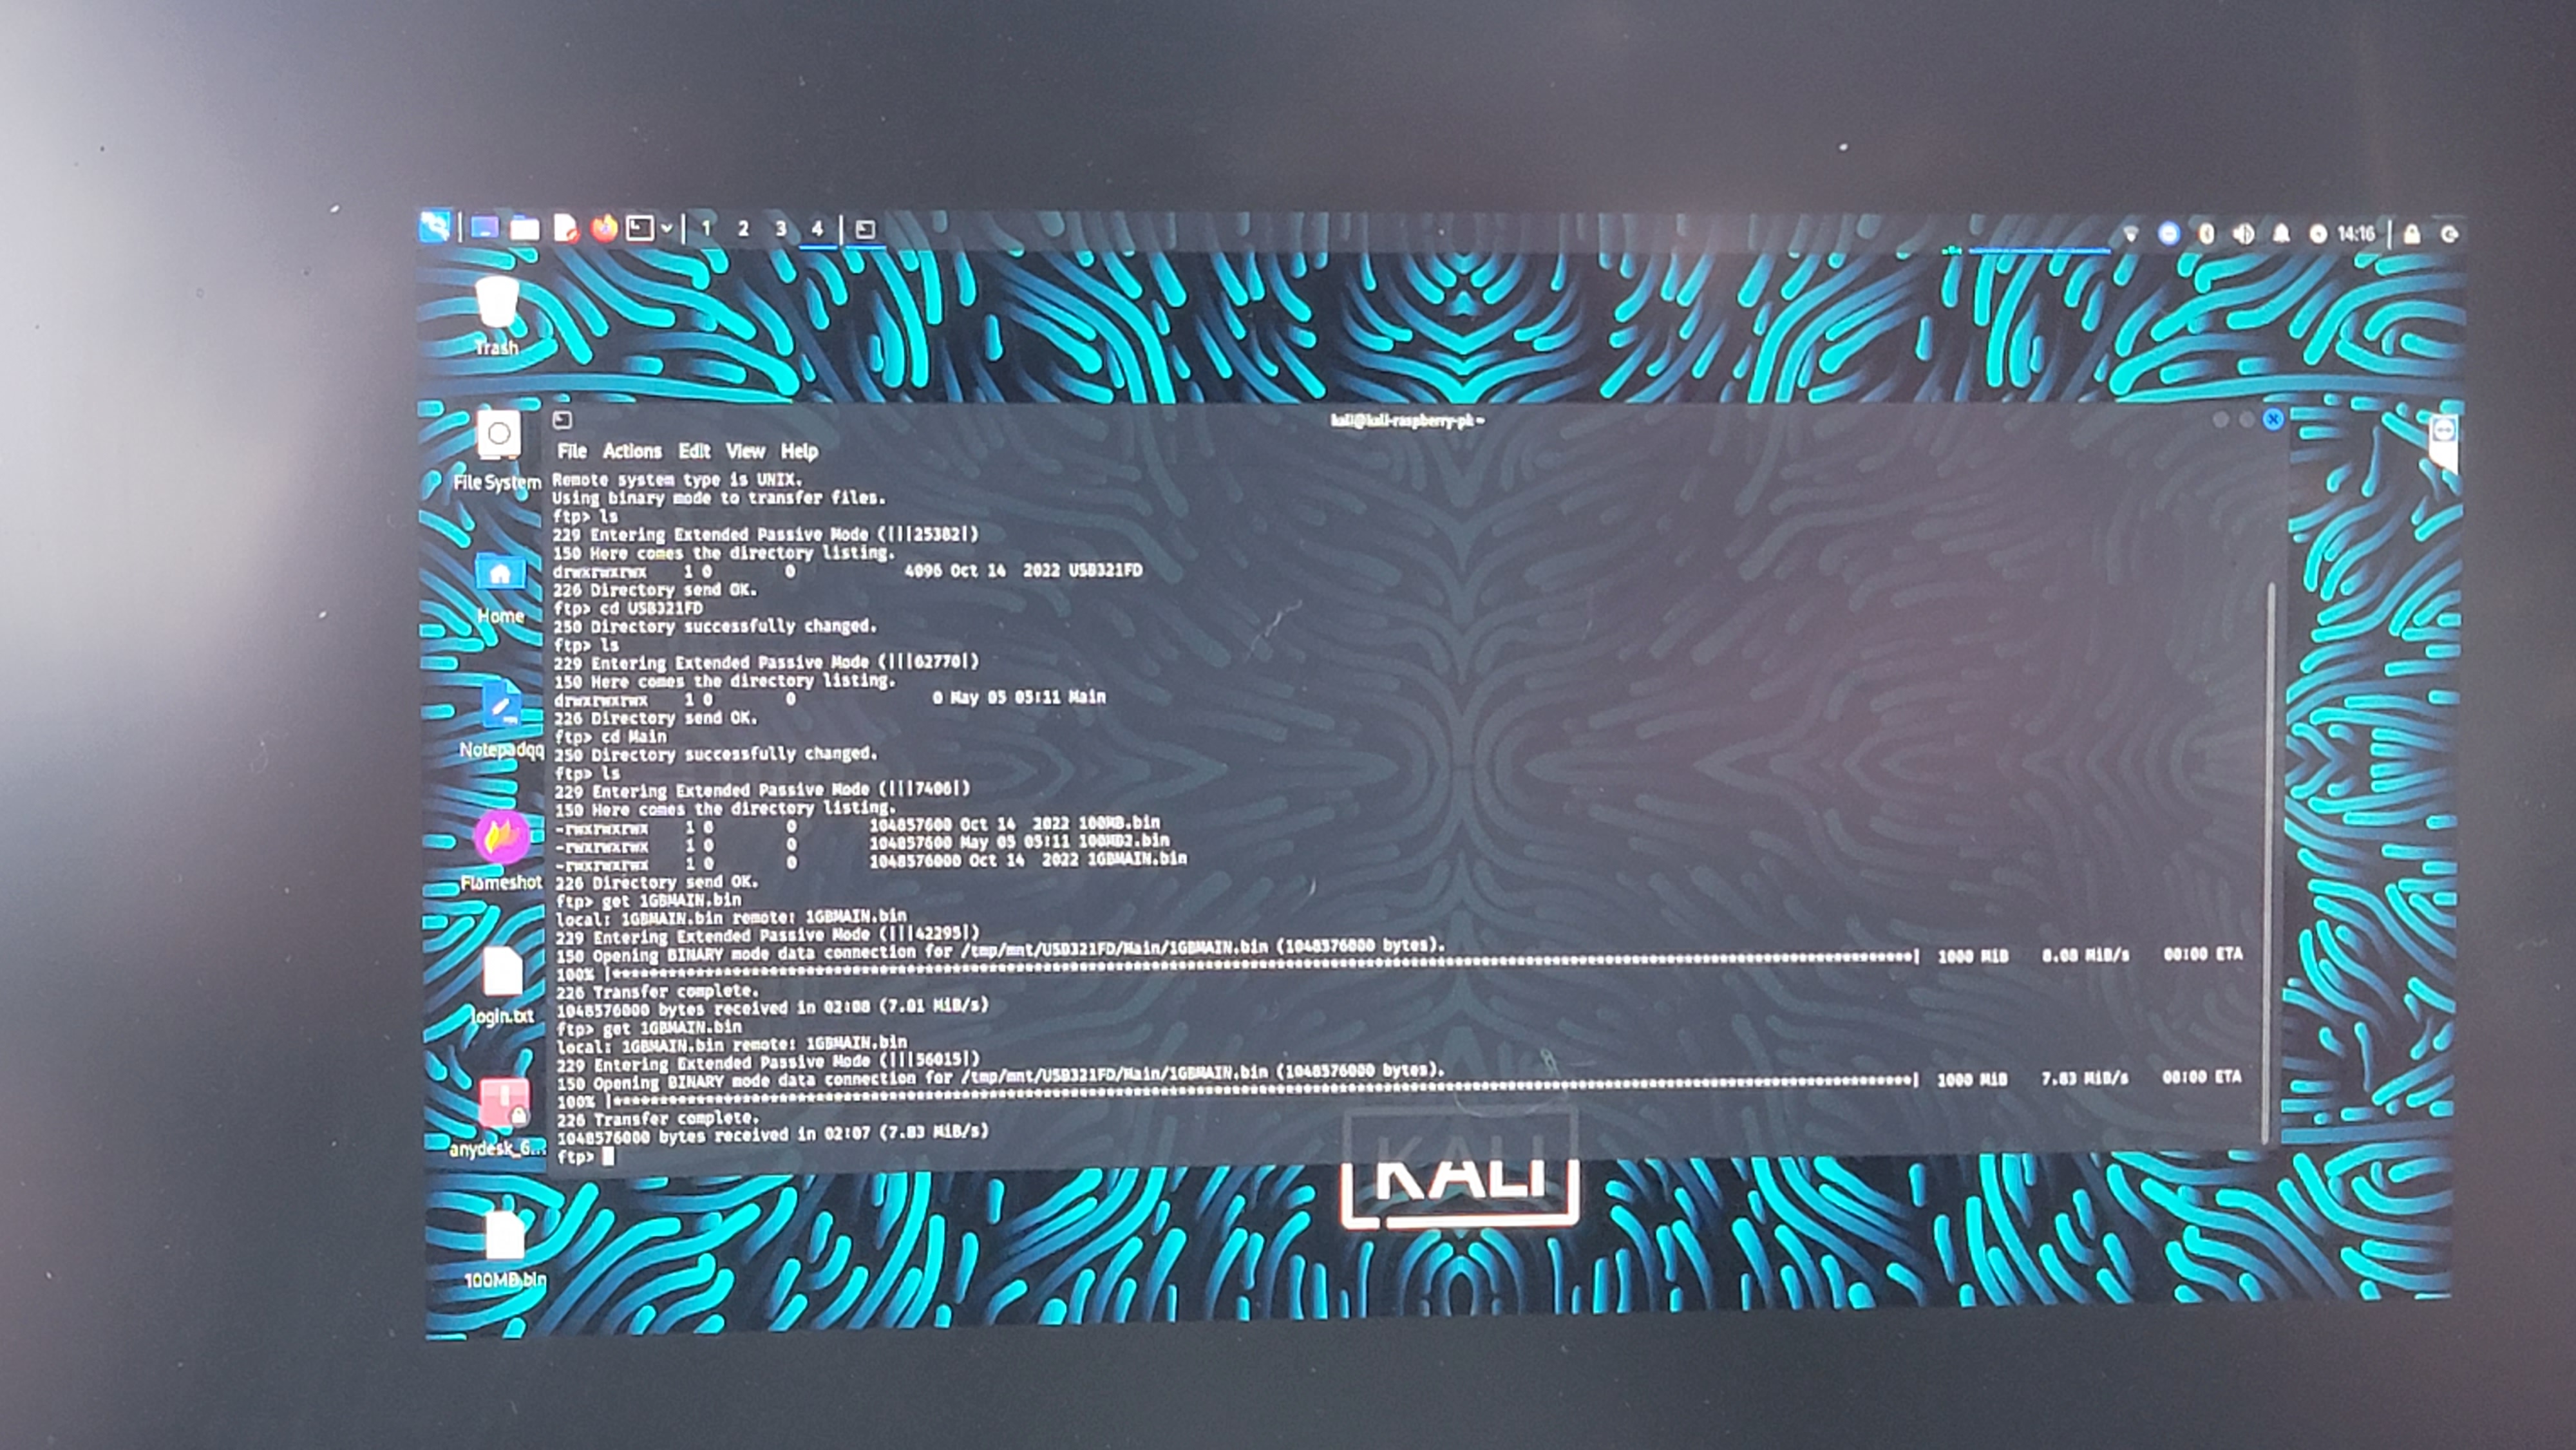 1 2 3 4
14:16
Trash
kali@kali-raspberry-pi: ~
File Actions Edit View Help
File System
Remote system type is UNIX.
Using binary mode to transfer files.
ftp> ls
229 Entering Extended Passive Mode (|||25382|)
150 Here comes the directory listing.
drwxrwxrwx 1 0 0 4096 Oct 14 2022 USB321FD
226 Directory send OK.
ftp> cd USB321FD
Home
250 Directory successfully changed.
ftp> ls
229 Entering Extended Passive Mode (|||62770|)
150 Here comes the directory listing.
drwxrwxrwx 1 0 0 0 May 05 05:11 Main
226 Directory send OK.
ftp> cd Main
Notepadqq
250 Directory successfully changed.
ftp> ls
229 Entering Extended Passive Mode (|||7406|)
150 Here comes the directory listing.
-rwxrwxrwx 1 0 0 104857600 Oct 14 2022 100MB.bin
-rwxrwxrwx 1 0 0 104857600 May 05 05:11 100MB2.bin
-rwxrwxrwx 1 0 0 1048576000 Oct 14 2022 1GBMAIN.bin
Flameshot
226 Directory send OK.
ftp> get 1GBMAIN.bin
local: 1GBMAIN.bin remote: 1GBMAIN.bin
229 Entering Extended Passive Mode (|||42295|)
150 Opening BINARY mode data connection for /tmp/mnt/USB321FD/Main/1GBMAIN.bin (1048576000 bytes).
100% 1000 MiB 8.08 MiB/s 00:00 ETA
226 Transfer complete.
1048576000 bytes received in 02:08 (7.81 MiB/s)
login.txt
ftp> get 1GBMAIN.bin
local: 1GBMAIN.bin remote: 1GBMAIN.bin
229 Entering Extended Passive Mode (|||56015|)
150 Opening BINARY mode data connection for /tmp/mnt/USB321FD/Main/1GBMAIN.bin (1048576000 bytes).
100% 1000 MiB 7.83 MiB/s 00:00 ETA
226 Transfer complete.
1048576000 bytes received in 02:07 (7.83 MiB/s)
anydesk_6...
ftp>
KALI
100MB.bin